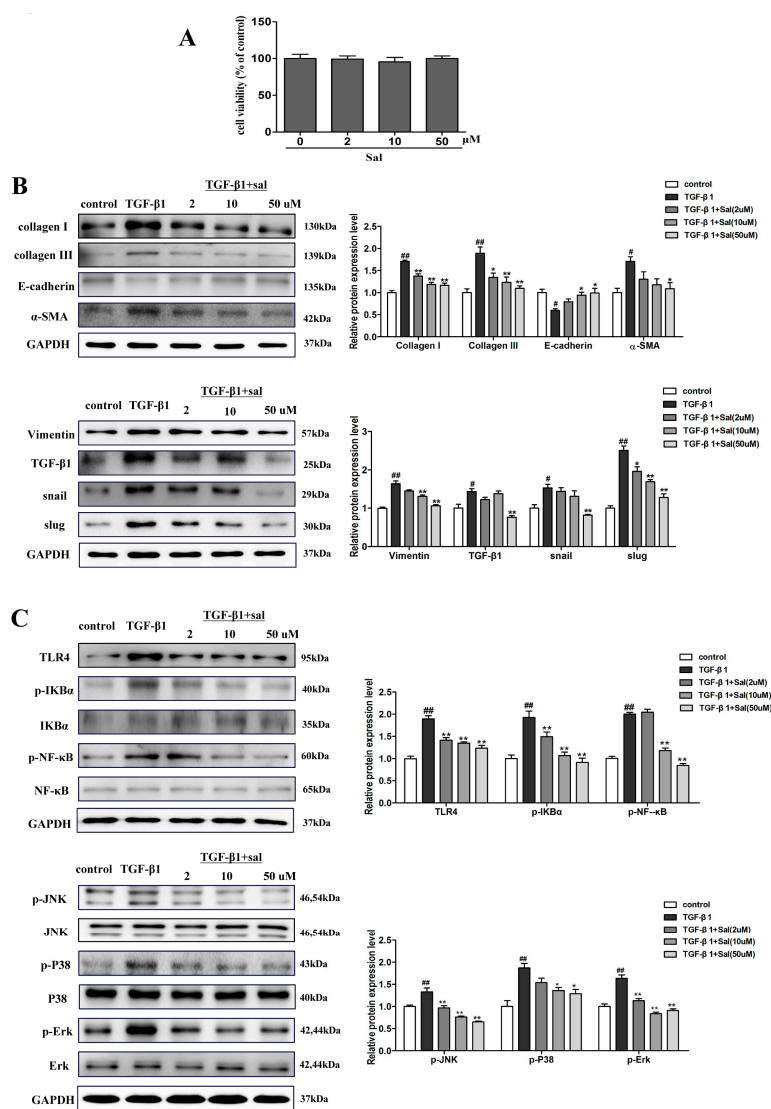 A
cell viability (% of control)
150
100
50
0
0 2 10 50 μM
Sal
B
TGF-β1+sal
control TGF-β1 2 10 50 uM
collagen I 130kDa
collagen III 139kDa
E-cadherin 135kDa
α-SMA 42kDa
GAPDH 37kDa
control
TGF-β 1
TGF-β 1+Sal(2uM)
TGF-β 1+Sal(10uM)
TGF-β 1+Sal(50uM)
Relative protein expression level
2.5
2.0
1.5
1.0
0.5
0.0
## ** ** ** ## * ** ** # * * # *
Collagen I Collagen III E-cadherin α-SMA
TGF-β1+sal
control TGF-β1 2 10 50 uM
Vimentin 57kDa
TGF-β1 25kDa
snail 29kDa
slug 30kDa
GAPDH 37kDa
control
TGF-β 1
TGF-β 1+Sal(2uM)
TGF-β 1+Sal(10uM)
TGF-β 1+Sal(50uM)
Relative protein expression level
3
2
1
0
## ** ** # ** # ** ## * ** **
Vimentin TGF-β1 snail slug
C
TGF-β1+sal
control TGF-β1 2 10 50 uM
TLR4 95kDa
p-IKBα 40kDa
IKBα 35kDa
p-NF-κB 60kDa
NF-κB 65kDa
GAPDH 37kDa
control
TGF-β 1
TGF-β 1+Sal(2uM)
TGF-β 1+Sal(10uM)
TGF-β 1+Sal(50uM)
Relative protein expression level
2.5
2.0
1.5
1.0
0.5
0.0
## ** ** ** ## ** ** ** ## ** **
TLR4 p-IKBα p-NF--κB
TGF-β1+sal
control TGF-β1 2 10 50 uM
p-JNK 46,54kDa
JNK 46,54kDa
p-P38 43kDa
P38 40kDa
p-Erk 42,44kDa
Erk 42,44kDa
GAPDH 37kDa
control
TGF-β 1
TGF-β 1+Sal(2uM)
TGF-β 1+Sal(10uM)
TGF-β 1+Sal(50uM)
Relative protein expression level
2.5
2.0
1.5
1.0
0.5
0.0
## ** ** ** ## * * ## ** ** **
p-JNK p-P38 p-Erk